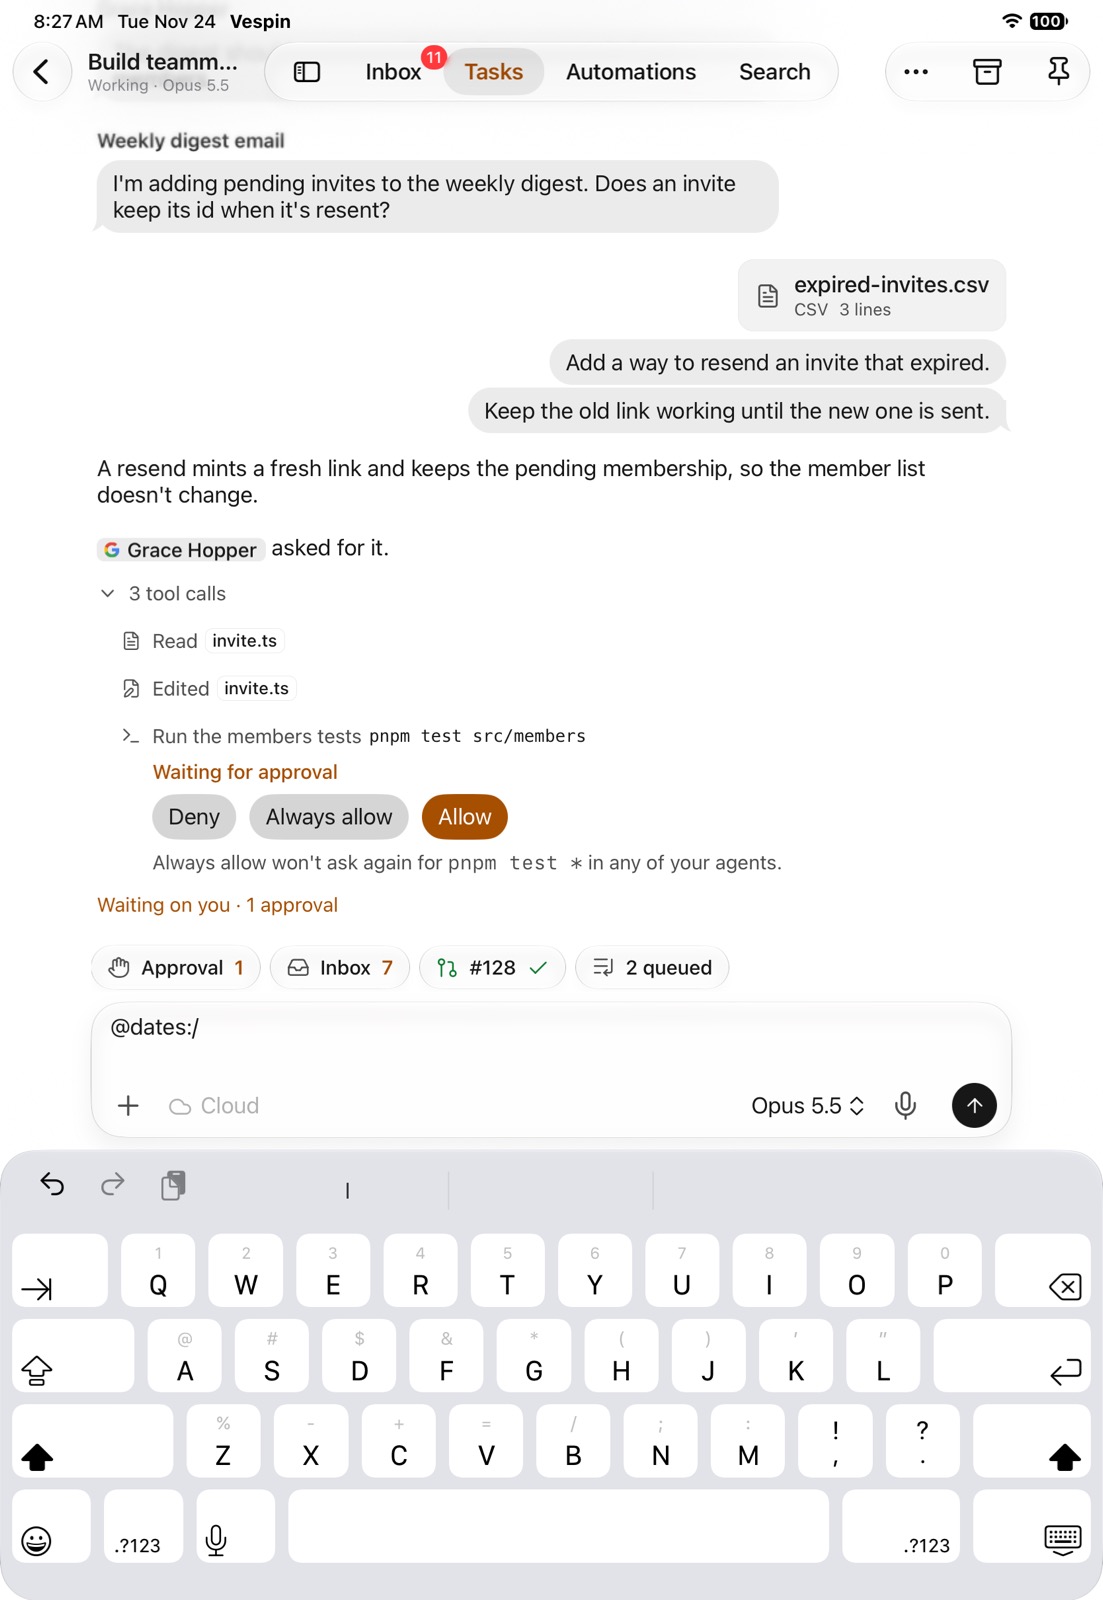 8:27 AM Tue Nov 24 Vespin
100
Build teamm...
Working · Opus 5.5
Inbox
11
Tasks
Automations
Search
Weekly digest email
I'm adding pending invites to the weekly digest. Does an invite
keep its id when it's resent?
expired-invites.csv
CSV 3 lines
Add a way to resend an invite that expired.
Keep the old link working until the new one is sent.
A resend mints a fresh link and keeps the pending membership, so the member list
doesn't change.
Grace Hopper asked for it.
3 tool calls
Read invite.ts
Edited invite.ts
Run the members tests pnpm test src/members
Waiting for approval
Deny
Always allow
Allow
Always allow won't ask again for pnpm test * in any of your agents.
Waiting on you · 1 approval
Approval 1
Inbox 7
#128
2 queued
@dates:/
Cloud
Opus 5.5
I
1 2 3 4 5 6 7 8 9 0
Q W E R T Y U I O P
@ # $ & * ( ) ' "
A S D F G H J K L
% - + = / ; : ! ?
Z X C V B N M , .
.?123
.?123